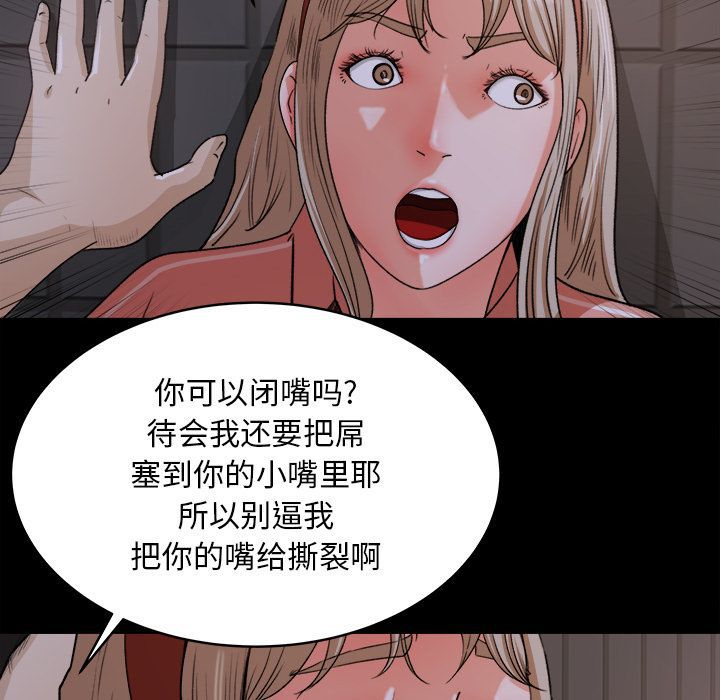 你可以闭嘴吗?
待会我还要把屌
塞到你的小嘴里耶
所以别逼我
把你的嘴给撕裂啊